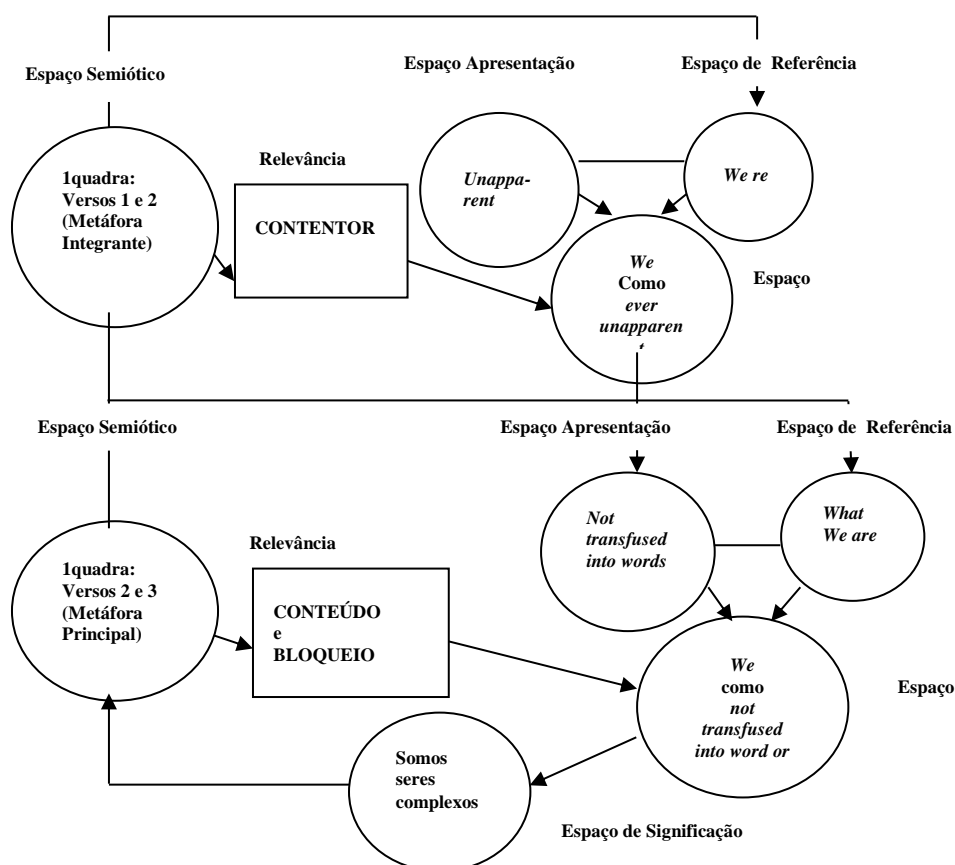 Espaço Semiótico
Espaço Apresentação
Espaço de Referência
1quadra:
Versos 1 e 2
(Metáfora
Integrante)
Relevância
CONTENTOR
Unappa-
rent
We re
We
Como
ever
unapparen
Espaço
Espaço Semiótico
Espaço Apresentação
Espaço de Referência
1quadra:
Versos 2 e 3
(Metáfora
Principal)
Relevância
CONTEÚDO
e
BLOQUEIO
Not
transfused
into words
What
We are
We
como
not
transfused
into word or
Espaço
Somos
seres
complexos
Espaço de Significação